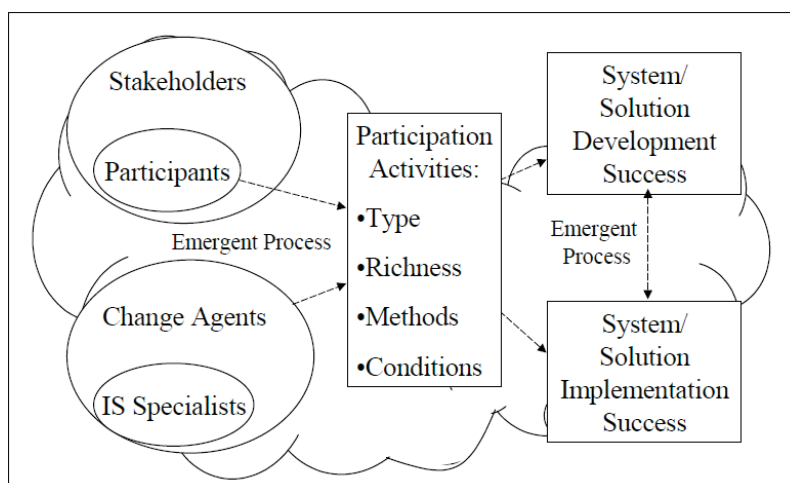 Stakeholders
Participants
Emergent Process
Change Agents
IS Specialists
Participation
Activities:
•Type
•Richness
•Methods
•Conditions
System/
Solution
Development
Success
Emergent
Process
System/
Solution
Implementation
Success